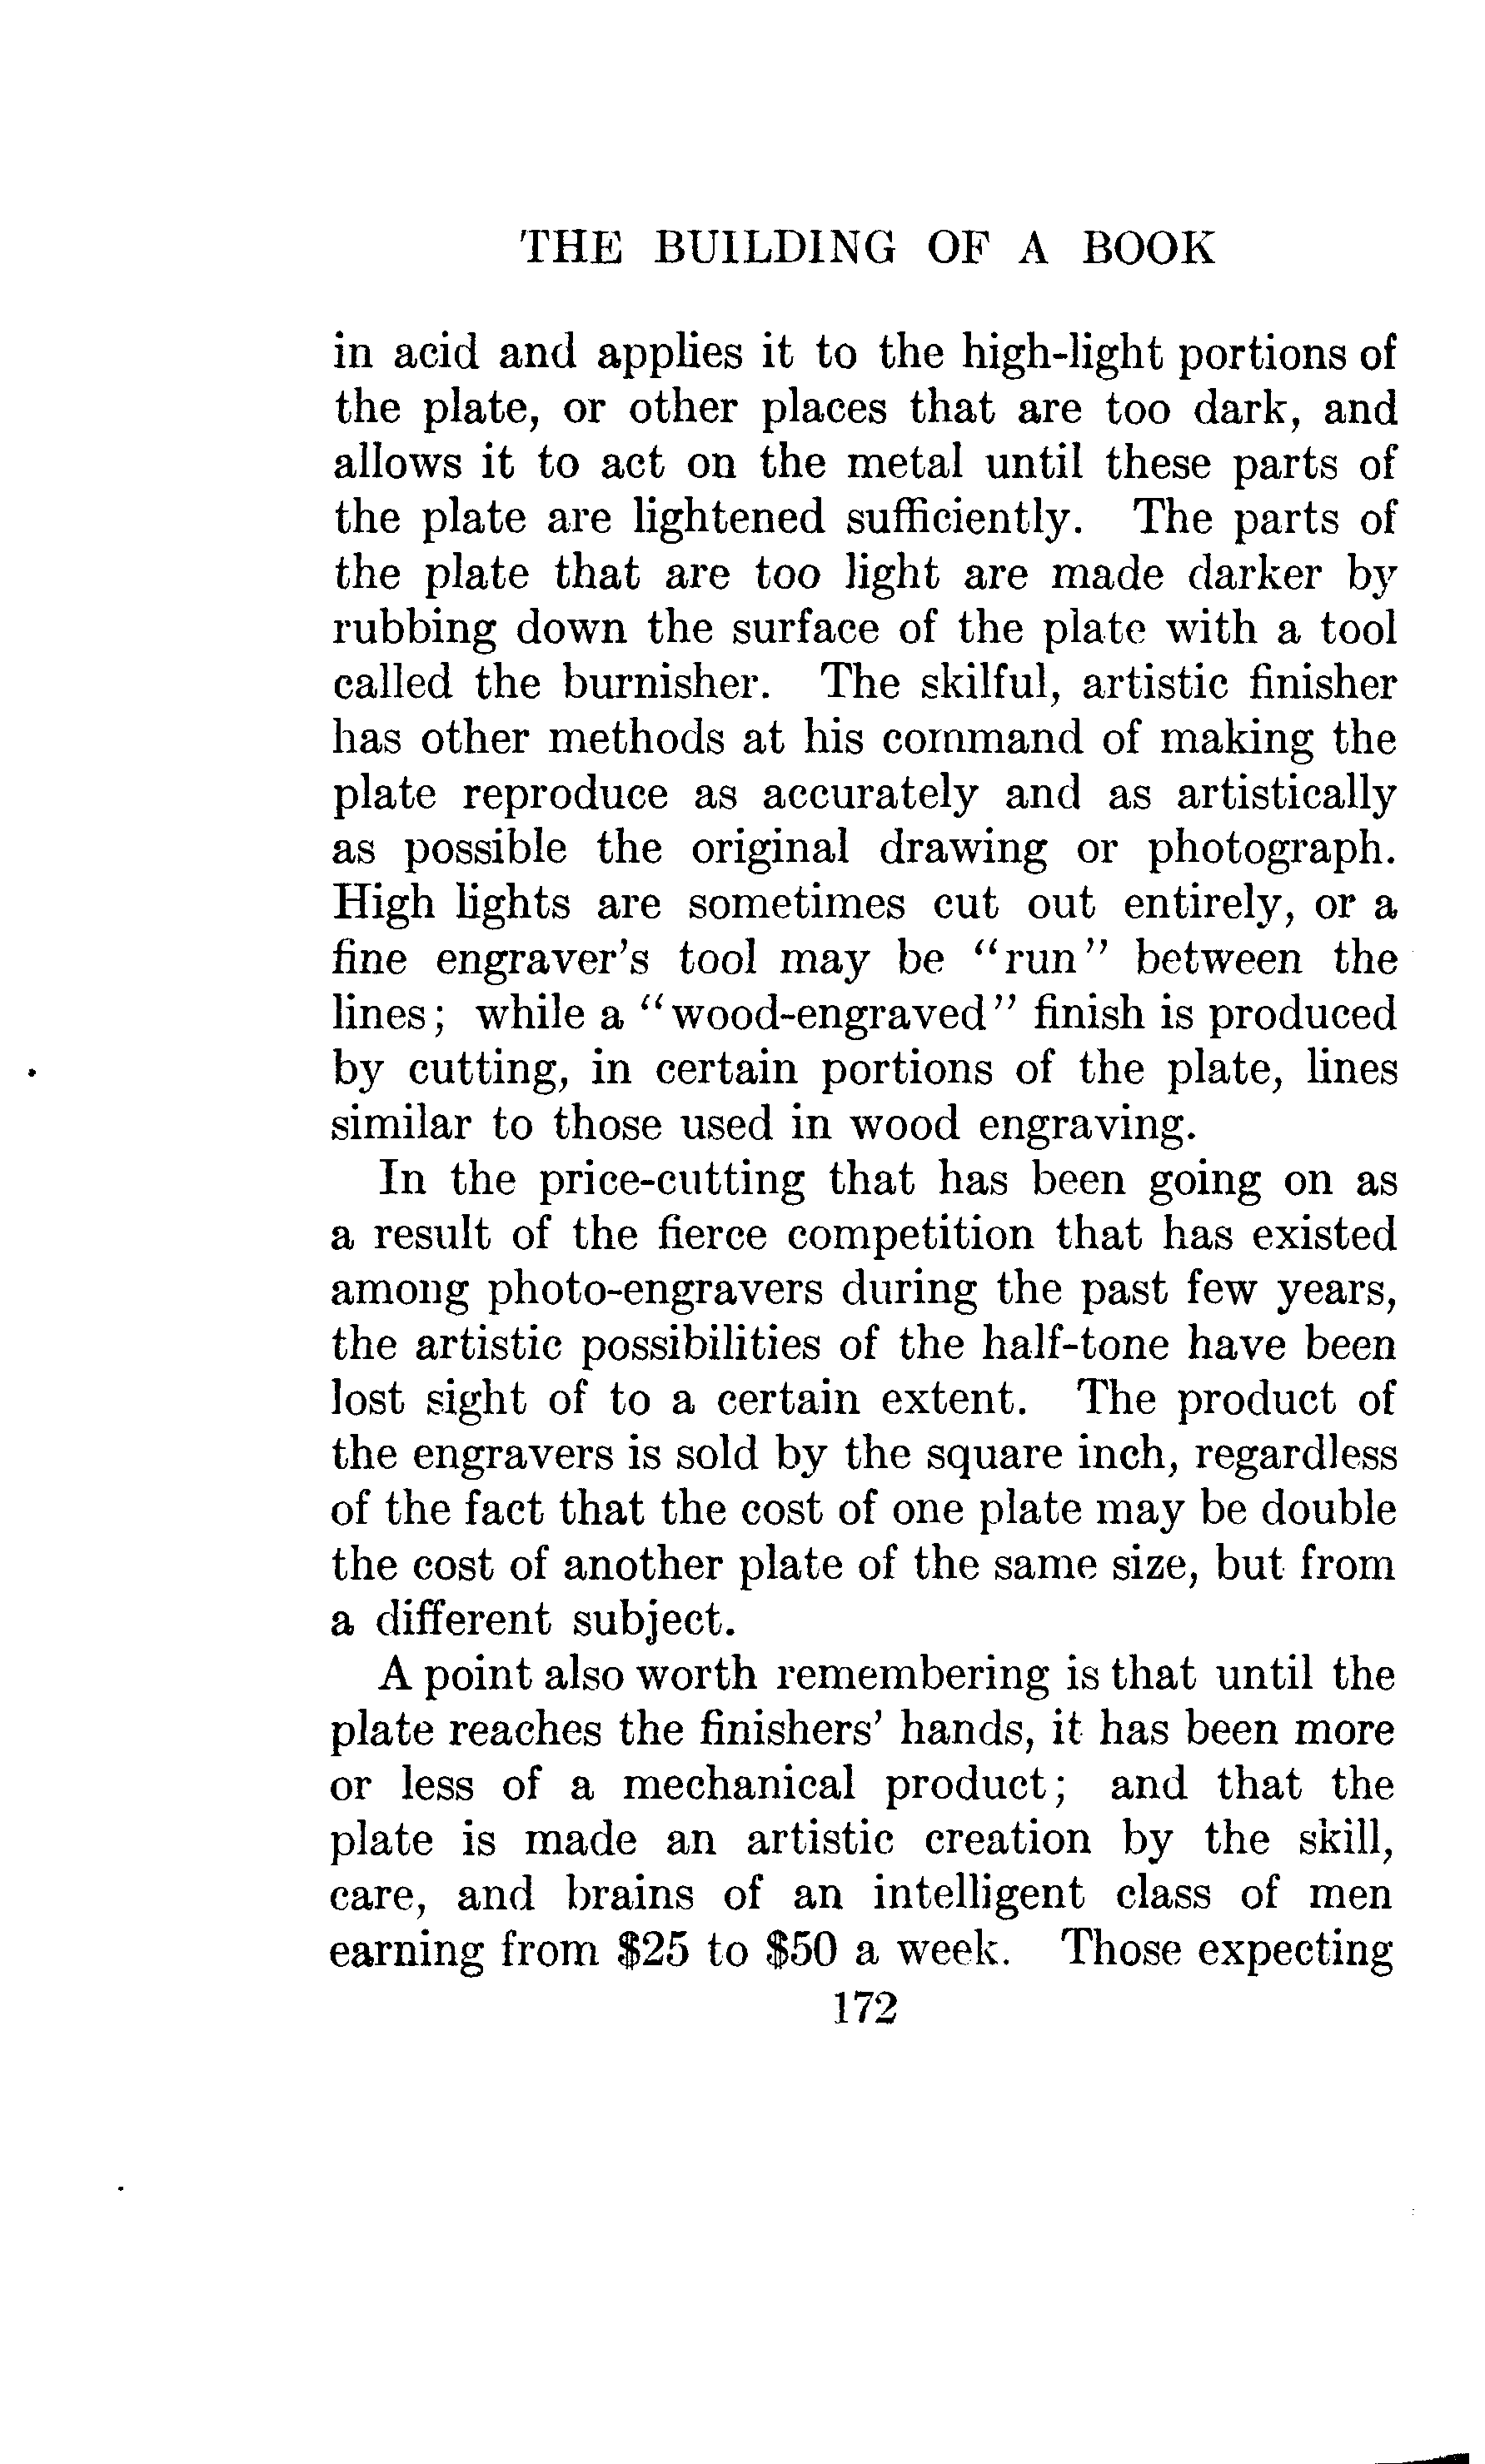 THE BUILDING OF A BOOK
in acid and applies it to the high-light portions of
the plate, or other places that are too dark, and
allows it to act on the metal until these parts of
the plate are lightened sufficiently. The parts of
the plate that are too light are made darker by
rubbing down the surface of the plate with a tool
called the burnisher. The skilful, artistic finisher
has other methods at his command of making the
plate reproduce as accurately and as artistically
as possible the original drawing or photograph.
High lights are sometimes cut out entirely, or a
fine engraver's tool may be "run" between the
lines; while a "wood-engraved" finish is produced
by cutting, in certain portions of the plate, lines
similar to those used in wood engraving.
In the price-cutting that has been going on as
a result of the fierce competition that has existed
among photo-engravers during the past few years,
the artistic possibilities of the half-tone have been
lost sight of to a certain extent. The product of
the engravers is sold by the square inch, regardless
of the fact that the cost of one plate may be double
the cost of another plate of the same size, but from
a different subject.
A point also worth remembering is that until the
plate reaches the finishers' hands, it has been more
or less of a mechanical product; and that the
plate is made an artistic creation by the skill,
care, and brains of an intelligent class of men
earning from $25 to $50 a week. Those expecting
172